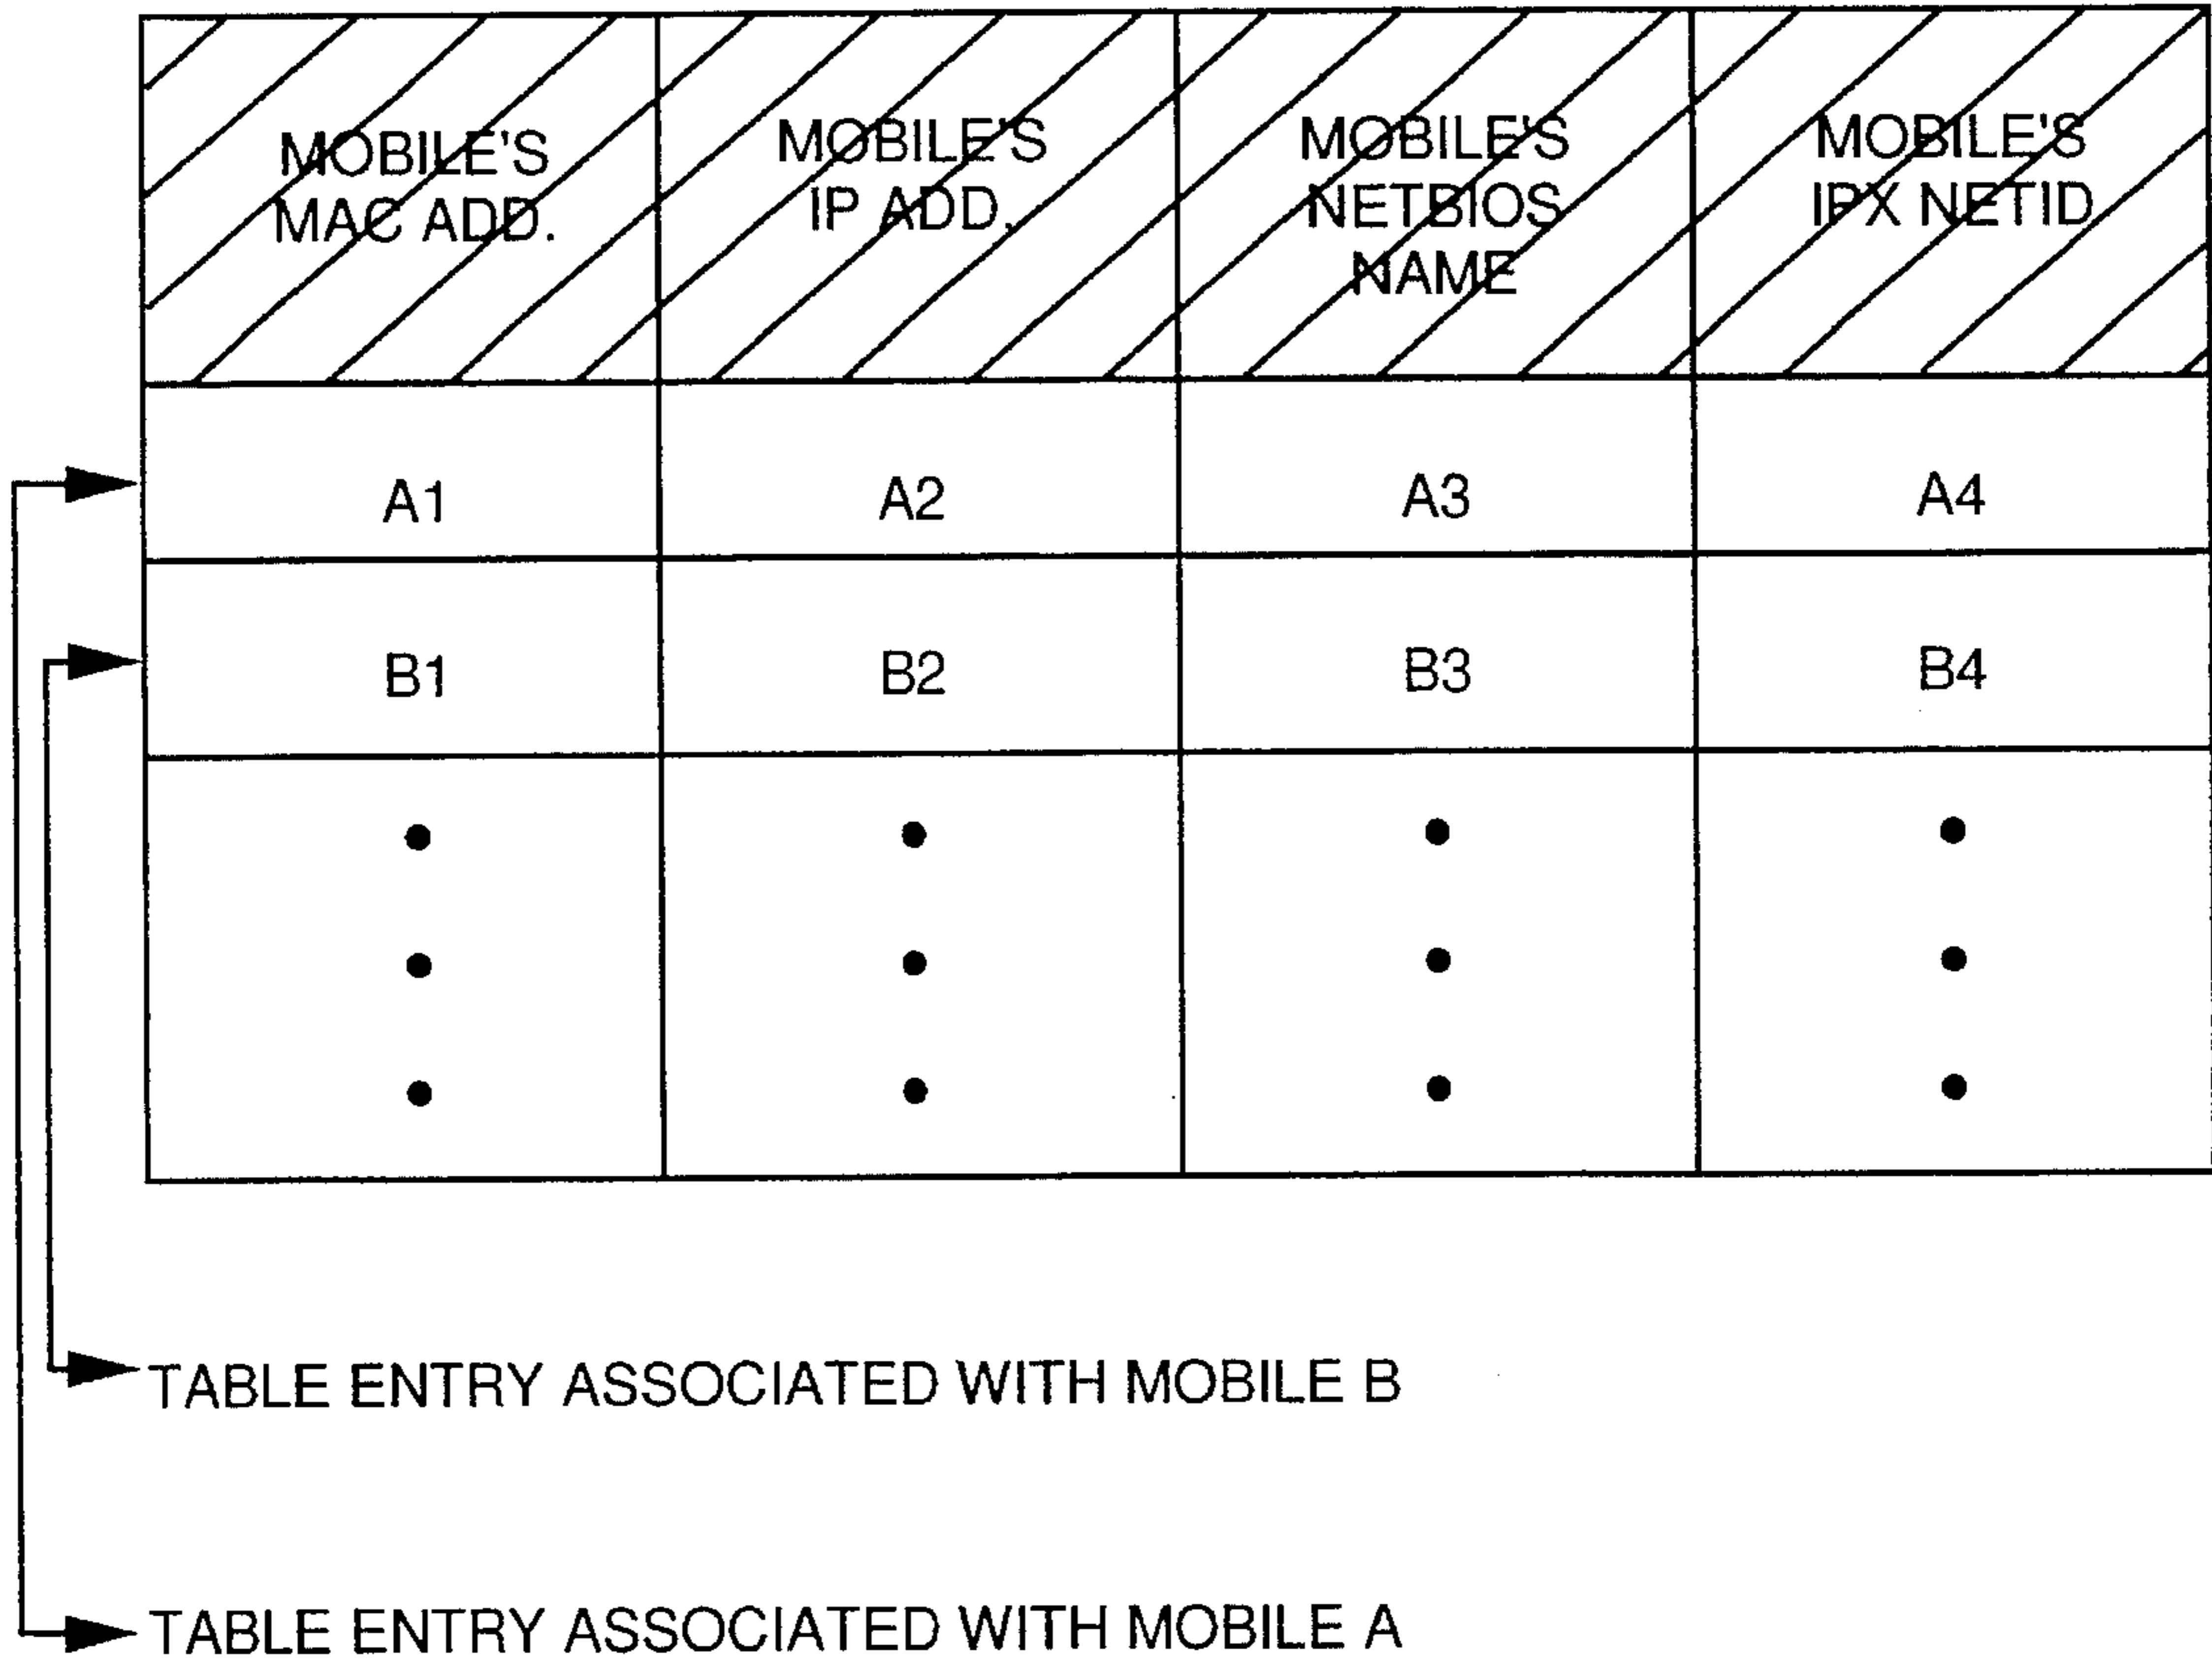 MOBILE'S
MAC ADD.
MOBILE'S
IP ADD.
MOBILE'S
NETBIOS
NAME
MOBILE'S
IPX NETID
A1 A2 A3 A4
B1 B2 B3 B4
TABLE ENTRY ASSOCIATED WITH MOBILE B
TABLE ENTRY ASSOCIATED WITH MOBILE A